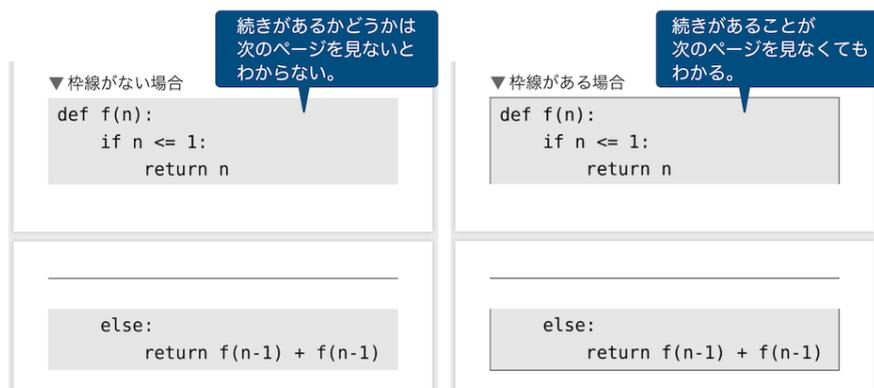 続きがあるかどうかは
次のページを見ないと
わからない。
▼枠線がない場合
def f(n):
    if n <= 1:
        return n
    else:
        return f(n-1) + f(n-1)
続きがあることが
次のページを見なくても
わかる。
▼枠線がある場合
def f(n):
    if n <= 1:
        return n
    else:
        return f(n-1) + f(n-1)